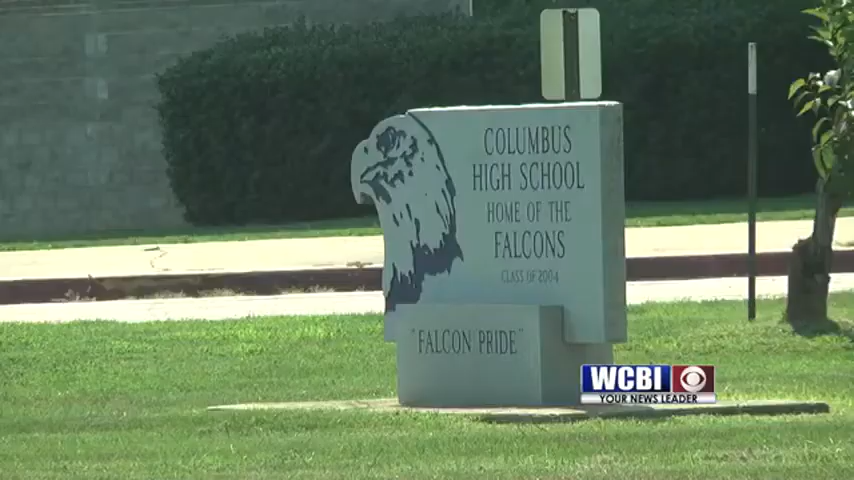 COLUMBUS
HIGH SCHOOL
HOME OF THE
FALCONS
CLASS OF 2004
"FALCON PRIDE"
WCBI
YOUR NEWS LEADER